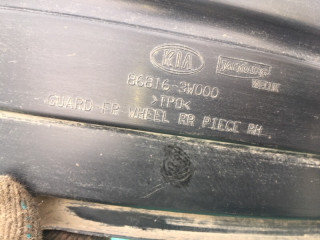 KIA
86816-3W000
>TPO<
GUARD-FR WHEEL RR PIECE RH